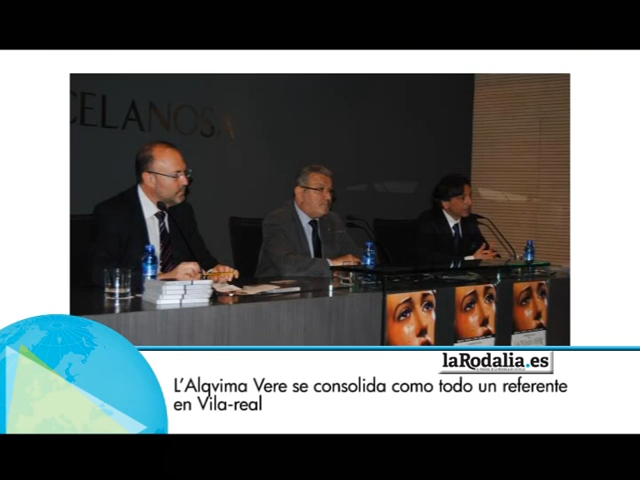 CELANOSA
laRodalia.es
L'Alqvima Vere se consolida como todo un referente
en Vila-real